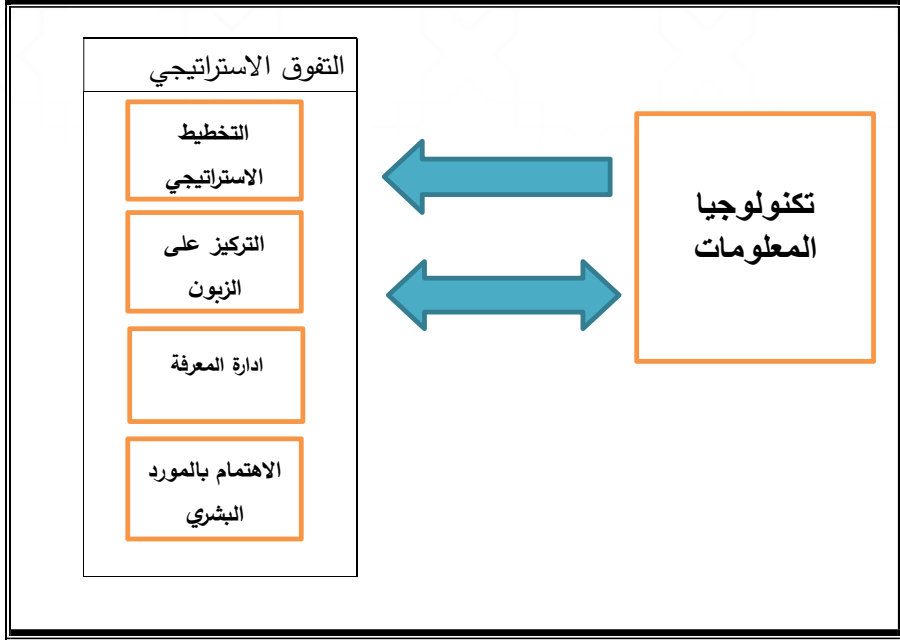 التفوق الاستراتيجي
التخطيط
الاستراتيجي
التركيز على
الزبون
ادارة المعرفة
الاهتمام بالمورد
البشري
تكنولوجيا
المعلومات